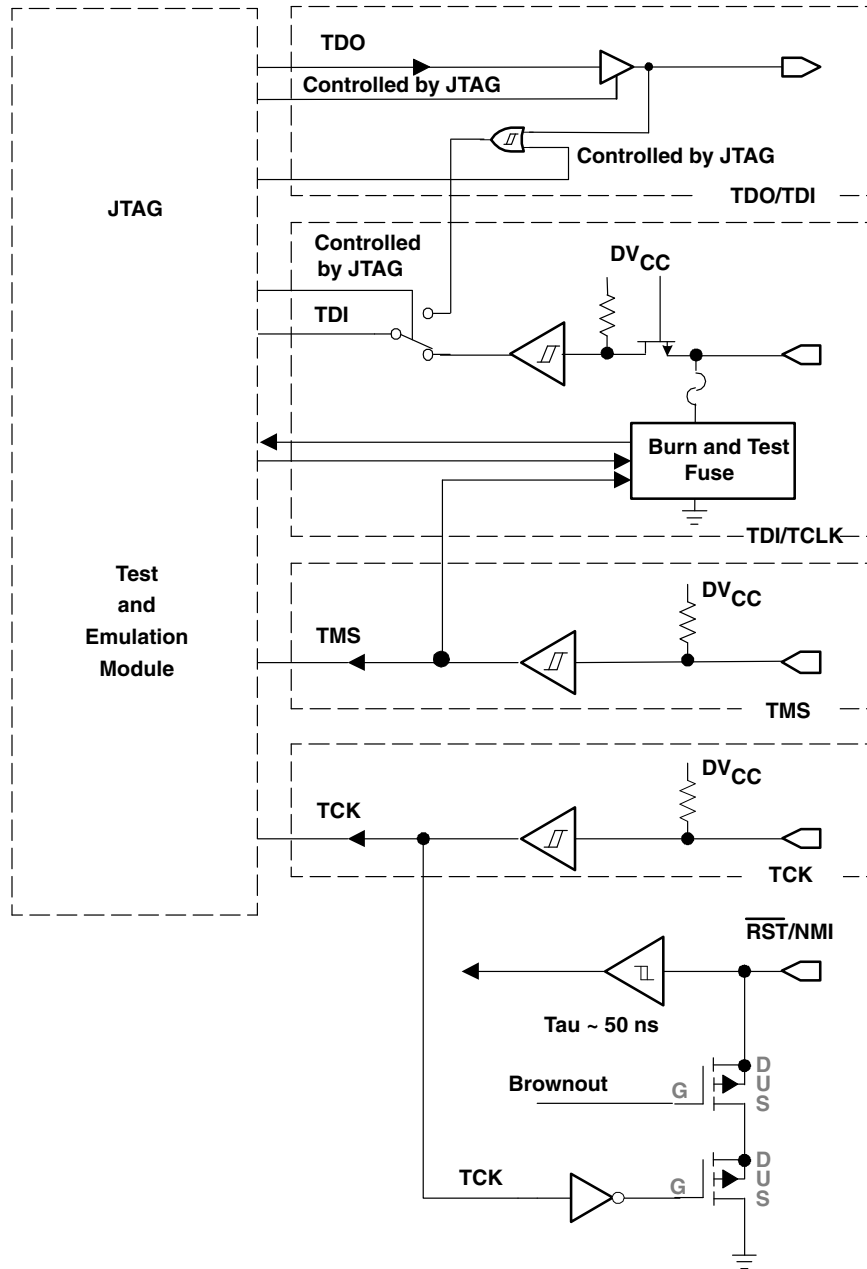 TDO
Controlled by JTAG
Controlled by JTAG
TDO/TDI
JTAG
Controlled
by JTAG
TDI
DVCC
Burn and Test
Fuse
TDI/TCLK
Test
and
Emulation
Module
DVCC
TMS
TMS
DVCC
TCK
TCK
RST/NMI
Tau ~ 50 ns
Brownout
G
D
U
S
TCK
G
D
U
S